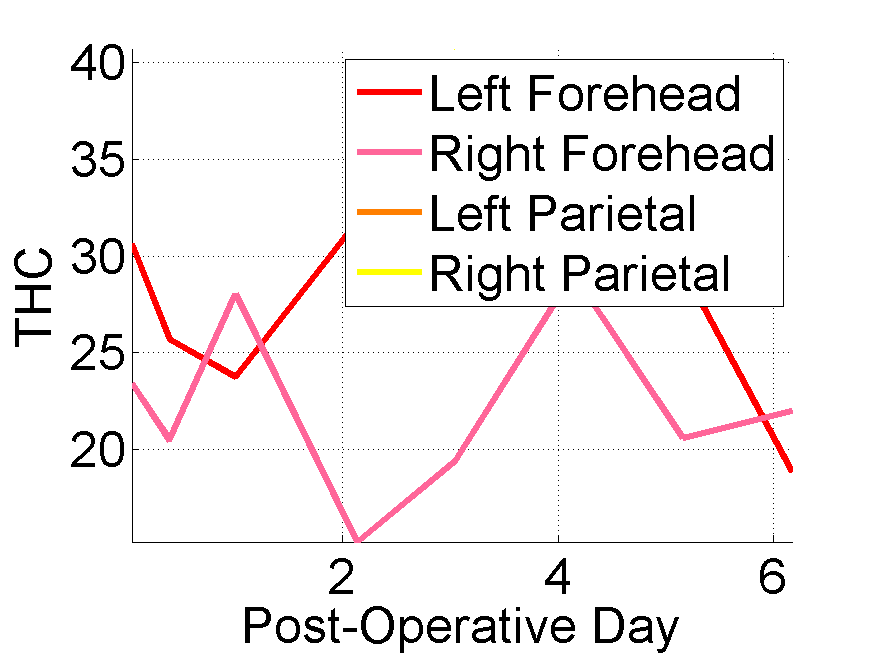 40
35
30
25
20
THC
Left Forehead
Right Forehead
Left Parietal
Right Parietal
2 4 6
Post-Operative Day